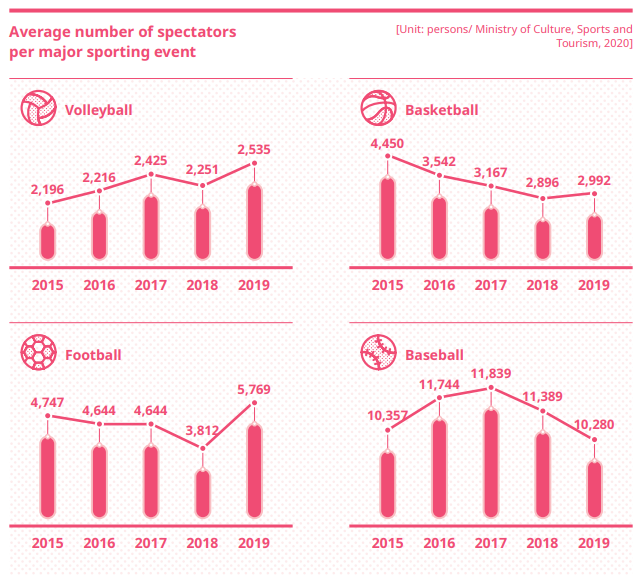 Average number of spectators
per major sporting event
[Unit: persons/ Ministry of Culture, Sports and
Tourism, 2020]
Volleyball
2,196
2,216
2,425
2,251
2,535
2015 2016 2017 2018 2019
Basketball
4,450
3,542
3,167
2,896
2,992
2015 2016 2017 2018 2019
Football
4,747
4,644
4,644
3,812
5,769
2015 2016 2017 2018 2019
Baseball
10,357
11,744
11,839
11,389
10,280
2015 2016 2017 2018 2019